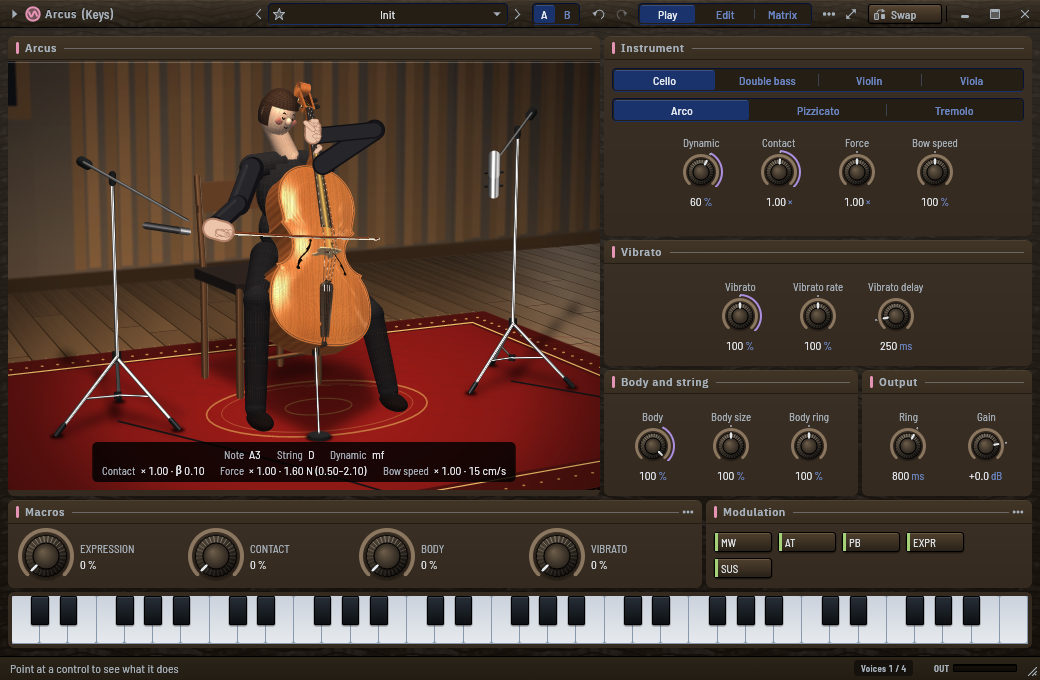 Arcus (Keys)
Init
A B
Play Edit Matrix
Swap
Arcus
Instrument
Cello Double bass Violin Viola
Arco Pizzicato Tremolo
Dynamic Contact Force Bow speed
60 % 1.00 × 1.00 × 100 %
Vibrato
Vibrato Vibrato rate Vibrato delay
100 % 100 % 250 ms
Body and string
Body Body size Body ring
100 % 100 % 100 %
Output
Ring Gain
800 ms +0.0 dB
Note A3 String D Dynamic mf
Contact × 1.00 · β 0.10 Force × 1.00 · 1.60 N (0.50–2.10) Bow speed × 1.00 · 15 cm/s
Macros
EXPRESSION
0 %
CONTACT
0 %
BODY
0 %
VIBRATO
0 %
Modulation
MW AT PB EXPR
SUS
Point at a control to see what it does
Voices 1 / 4
OUT